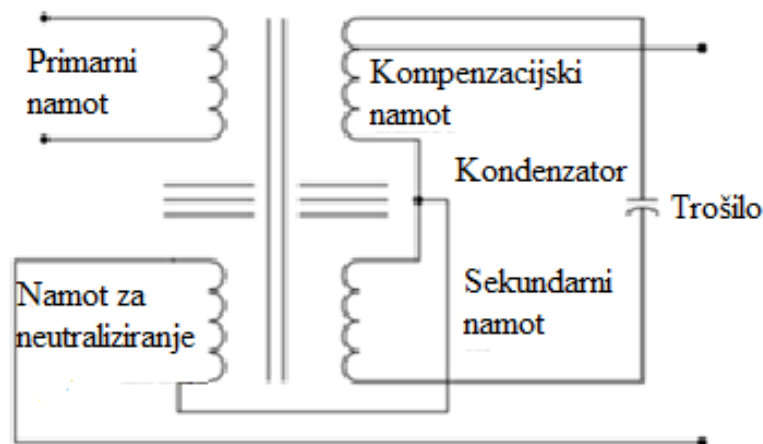 Primarni
namot
Kompenzacijski
namot
Kondenzator
Trošilo
Namot za
neutraliziranje
Sekundarni
namot